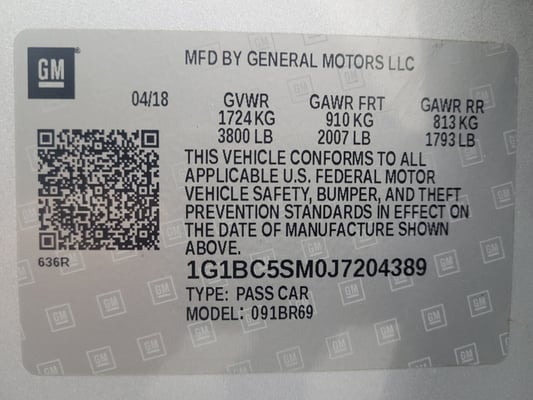 GM
MFD BY GENERAL MOTORS LLC
04/18 GVWR GAWR FRT GAWR RR
1724 KG 910 KG 813 KG
3800 LB 2007 LB 1793 LB
THIS VEHICLE CONFORMS TO ALL
APPLICABLE U.S. FEDERAL MOTOR
VEHICLE SAFETY, BUMPER, AND THEFT
PREVENTION STANDARDS IN EFFECT ON
THE DATE OF MANUFACTURE SHOWN
ABOVE.
636R
1G1BC5SM0J7204389
TYPE: PASS CAR
MODEL: 091BR69